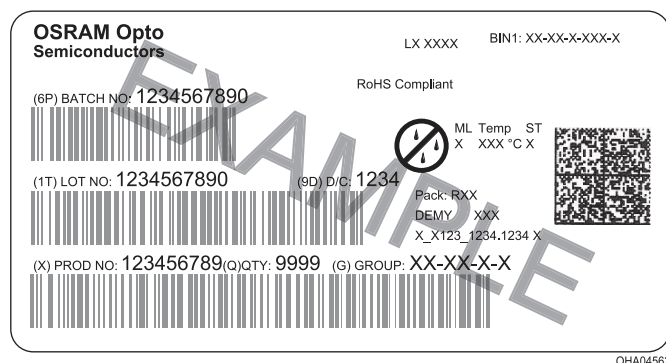 OSRAM Opto
Semiconductors
LX XXXX
BIN1: XX-XX-X-XXX-X
RoHS Compliant
(6P) BATCH NO: 1234567890
ML Temp ST
X XXX °C X
(1T) LOT NO: 1234567890
(9D) D/C: 1234
Pack: RXX
DEMY XXX
X_X123_1234.1234 X
(X) PROD NO: 123456789(Q)QTY: 9999 (G) GROUP: XX-XX-X-X
EXAMPLE